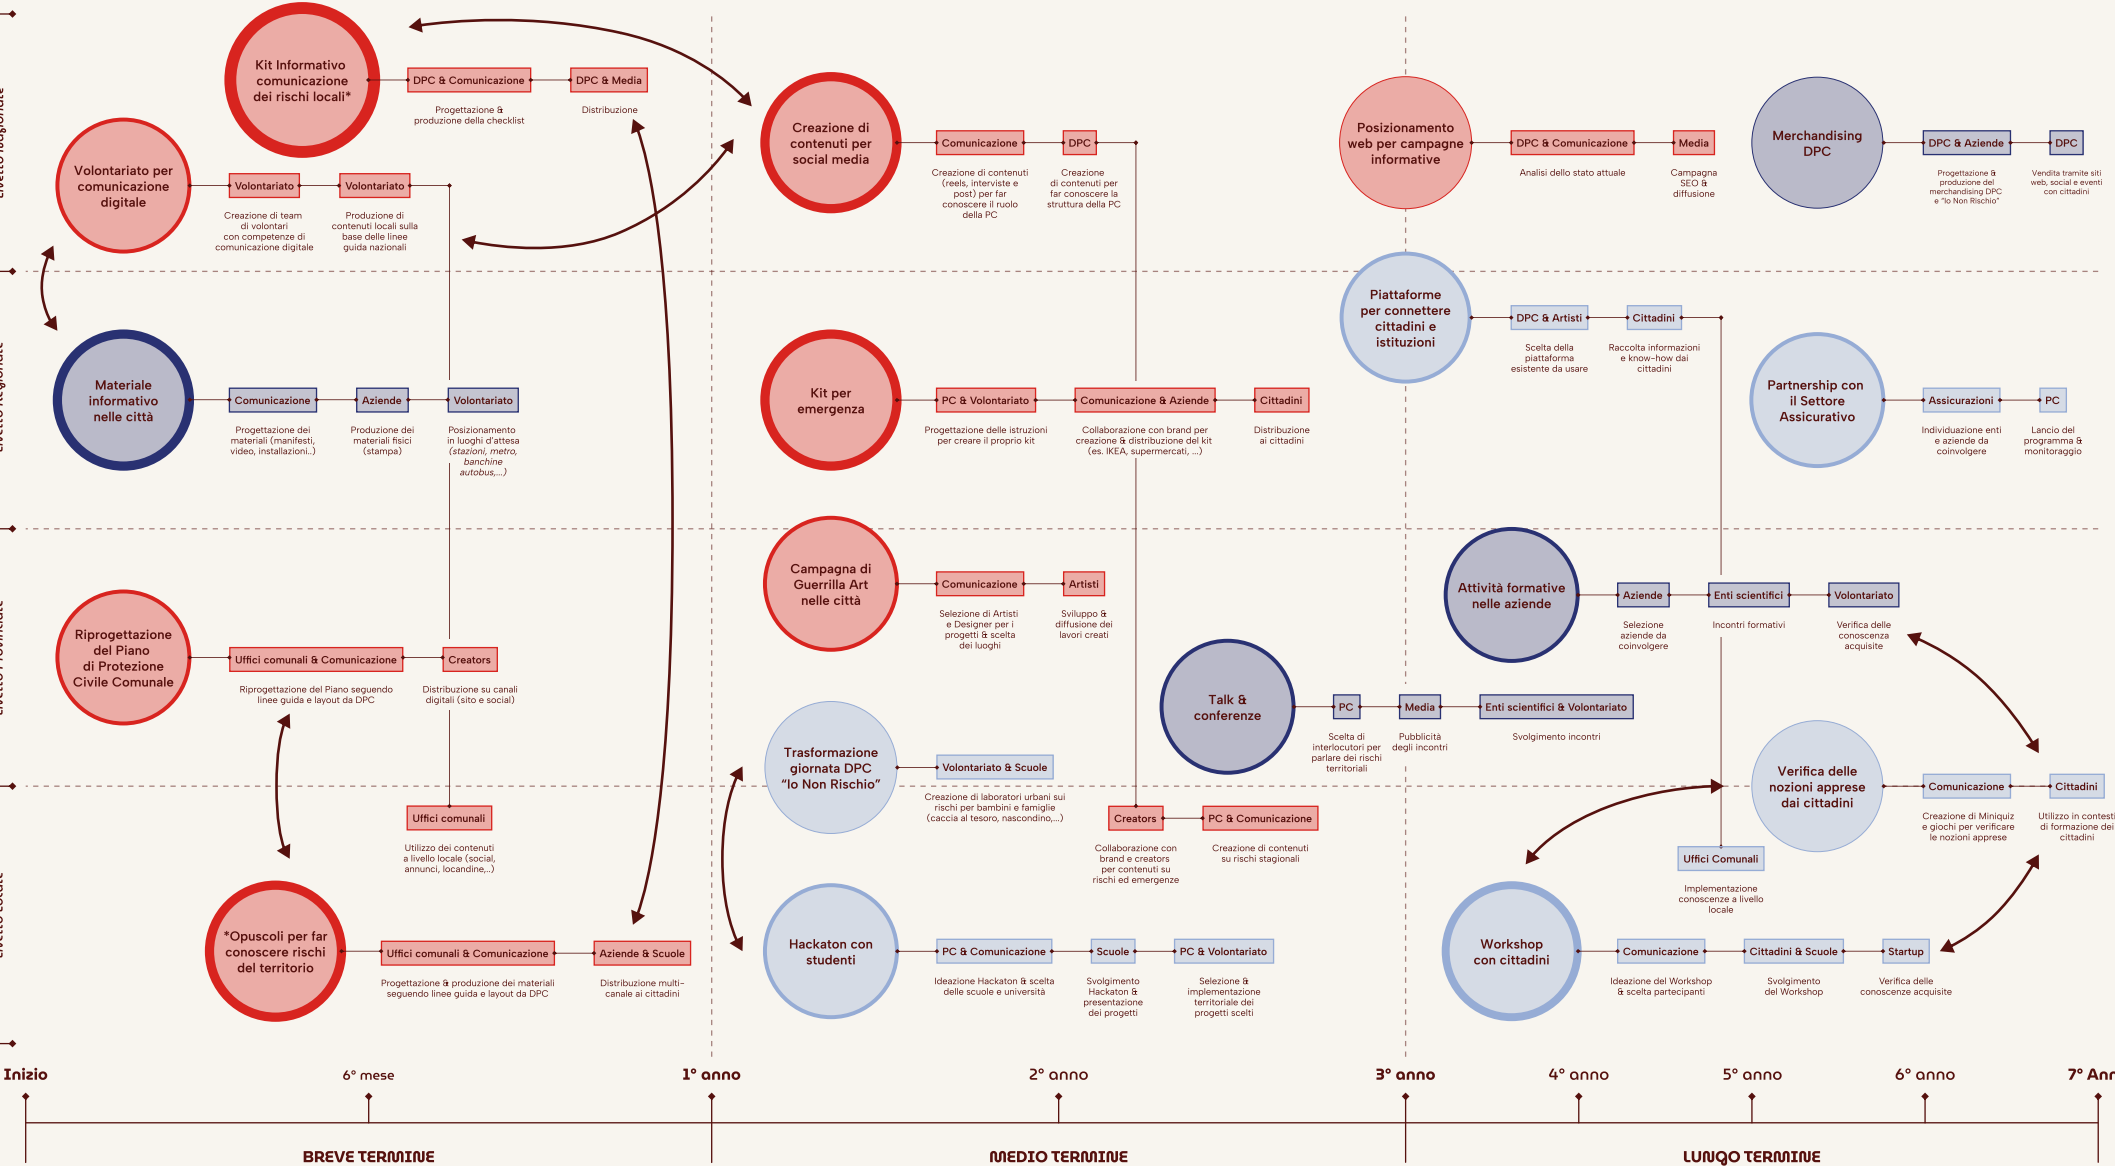 Kit Informativo
comunicazione
dei rischi locali*
DPC & Comunicazione
Progettazione &
produzione della checklist
DPC & Media
Distribuzione
Volontariato per
comunicazione
digitale
Volontariato
Creazione di team
di volontari
con competenze di
comunicazione digitale
Volontariato
Produzione di
contenuti locali sulla
base delle linee
guida nazionali
Creazione di
contenuti per
social media
Comunicazione
Creazione di contenuti
(reels, interviste e
post) per far
conoscere il ruolo
della PC
DPC
Creazione
di contenuti per
far conoscere la
struttura della PC
Posizionamento
web per campagne
informative
DPC & Comunicazione
Analisi dello stato attuale
Media
Campagna
SEO &
diffusione
Merchandising
DPC
DPC & Aziende
Progettazione &
produzione del
merchandising DPC
e "Io Non Rischio"
DPC
Vendita tramite siti
web, social e eventi
con cittadini
Materiale
informativo
nelle città
Comunicazione
Progettazione dei
materiali (manifesti,
video, installazioni..)
Aziende
Produzione dei
materiali fisici
(stampa)
Volontariato
Posizionamento
in luoghi d'attesa
(stazioni, metro,
banchine
autobus,...)
Kit per
emergenza
PC & Volontariato
Progettazione delle istruzioni
per creare il proprio kit
Comunicazione & Aziende
Collaborazione con brand per
creazione & distribuzione del kit
(es. IKEA, supermercati, ...)
Cittadini
Distribuzione
ai cittadini
Piattaforme
per connettere
cittadini e
istituzioni
DPC & Artisti
Scelta della
piattaforma
esistente da usare
Cittadini
Raccolta informazioni
e know-how dai
cittadini
Partnership con
il Settore
Assicurativo
Assicurazioni
Individuazione enti
e aziende da
coinvolgere
PC
Lancio del
programma &
monitoraggio
Riprogettazione
del Piano
di Protezione
Civile Comunale
Uffici comunali & Comunicazione
Riprogettazione del Piano seguendo
linee guida e layout da DPC
Creators
Distribuzione su canali
digitali (sito e social)
Campagna di
Guerrilla Art
nelle città
Comunicazione
Selezione di Artisti
e Designer per i
progetti & scelta
dei luoghi
Artisti
Sviluppo &
diffusione dei
lavori creati
Attività formative
nelle aziende
Aziende
Selezione
aziende da
coinvolgere
Enti scientifici
Incontri formativi
Volontariato
Verifica delle
conoscenza
acquisite
Talk &
conferenze
PC
Scelta di
interlocutori per
parlare dei rischi
territoriali
Media
Pubblicità
degli incontri
Enti scientifici & Volontariato
Svolgimento incontri
Trasformazione
giornata DPC
"Io Non Rischio"
Volontariato & Scuole
Creazione di laboratori urbani sui
rischi per bambini e famiglie
(caccia al tesoro, nascondino,...)
Verifica delle
nozioni apprese
dai cittadini
Comunicazione
Creazione di Miniquiz
e giochi per verificare
le nozioni apprese
Cittadini
Utilizzo in contesti
di formazione dei
cittadini
Uffici comunali
Utilizzo dei contenuti
a livello locale (social,
annunci, locandine,..)
Creators
Collaborazione con
brand e creators
per contenuti su
rischi ed emergenze
PC & Comunicazione
Creazione di contenuti
su rischi stagionali
Uffici Comunali
Implementazione
conoscenze a livello
locale
*Opuscoli per far
conoscere rischi
del territorio
Uffici comunali & Comunicazione
Progettazione & produzione dei materiali
seguendo linee guida e layout da DPC
Aziende & Scuole
Distribuzione multi-
canale ai cittadini
Hackaton con
studenti
PC & Comunicazione
Ideazione Hackaton & scelta
delle scuole e università
Scuole
Svolgimento
Hackaton &
presentazione
dei progetti
PC & Volontariato
Selezione &
implementazione
territoriale dei
progetti scelti
Workshop
con cittadini
Comunicazione
Ideazione del Workshop
& scelta partecipanti
Cittadini & Scuole
Svolgimento
del Workshop
Startup
Verifica delle
conoscenze acquisite
Inizio
6° mese
1° anno
2° anno
3° anno
4° anno
5° anno
6° anno
7° Ann
BREVE TERMINE
MEDIO TERMINE
LUNGO TERMINE